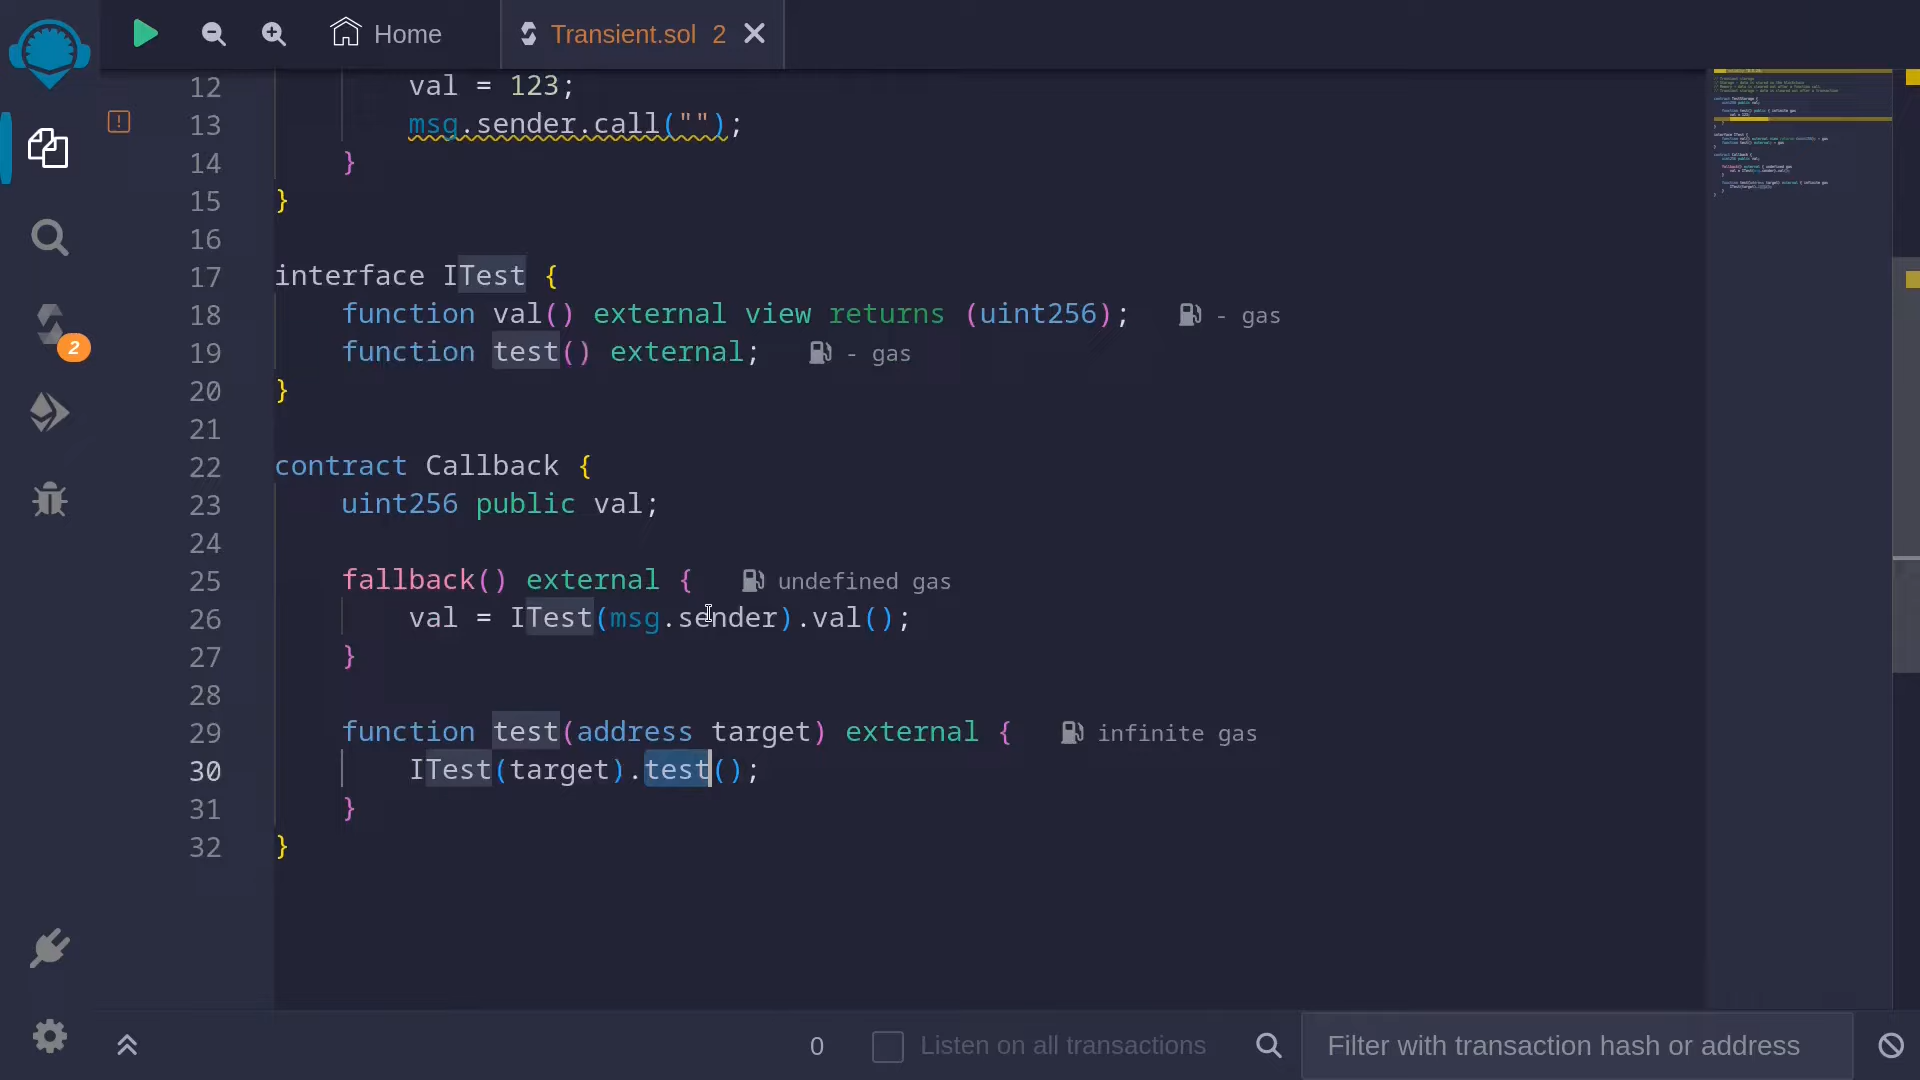 Home
Transient.sol 2
12 val = 123;
13 msg.sender.call("");
14 }
15 }
16
17 interface ITest {
18 function val() external view returns (uint256); - gas
19 function test() external; - gas
20 }
21
22 contract Callback {
23 uint256 public val;
24
25 fallback() external { undefined gas
26 val = ITest(msg.sender).val();
27 }
28
29 function test(address target) external { infinite gas
30 ITest(target).test();
31 }
32 }
2
0 Listen on all transactions Filter with transaction hash or address